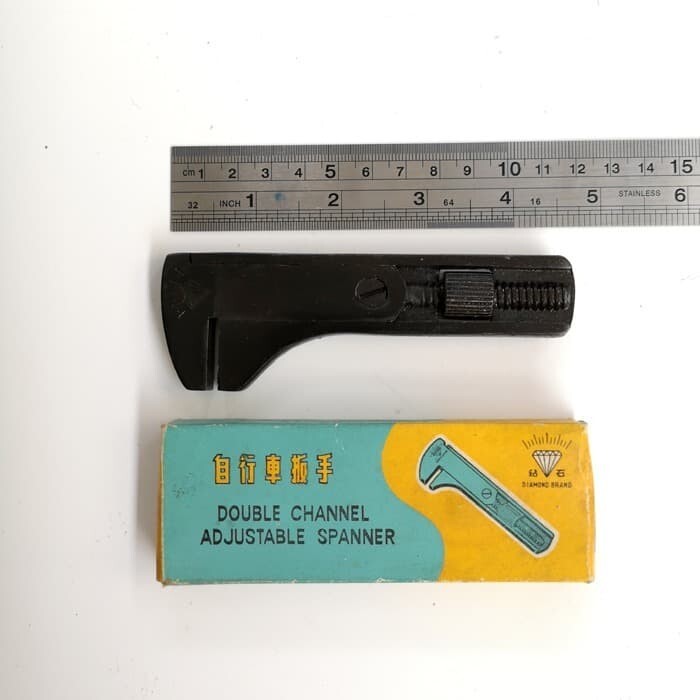 cm 1 2 3 4 5 6 7 8 9 10 11 12 13 14 15
32 INCH 1 2 3 64 4 16 5 STAINLESS 6
自行車扳手
DOUBLE CHANNEL
ADJUSTABLE SPANNER
钻石
DIAMOND BRAND